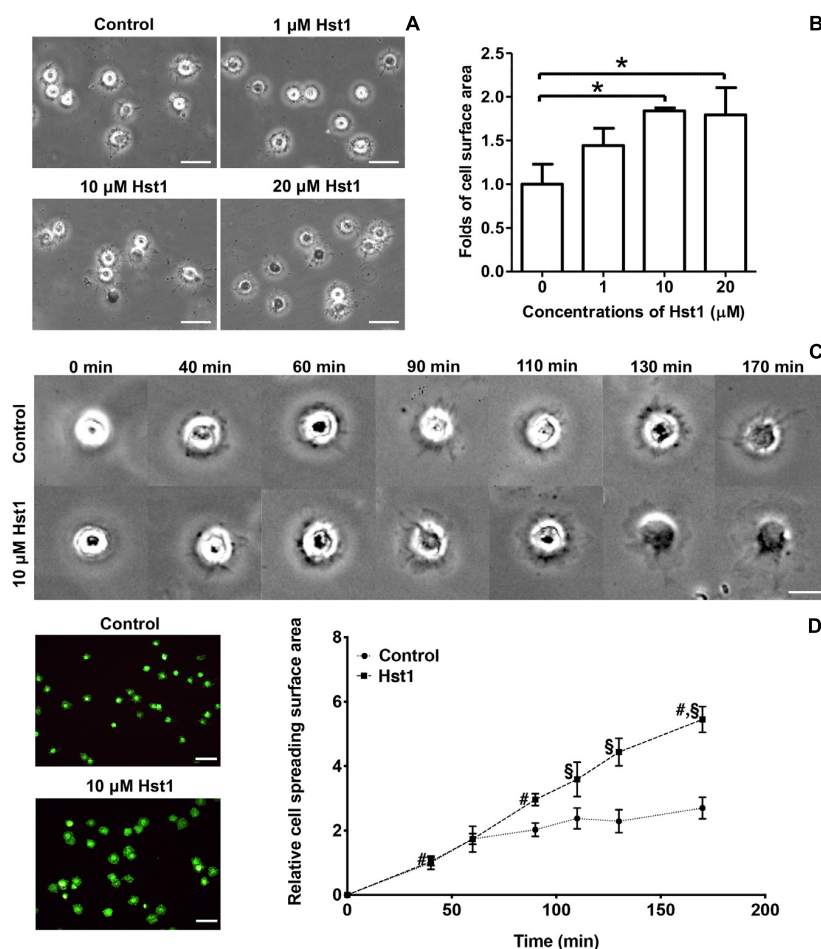 A
Control
1 µM Hst1
10 µM Hst1
20 µM Hst1
B
Folds of cell surface area
2.5
2.0
1.5
1.0
0.5
0.0
*
*
0 1 10 20
Concentrations of Hst1 (µM)
C
0 min 40 min 60 min 90 min 110 min 130 min 170 min
Control
10 µM Hst1
Control
10 µM Hst1
D
Relative cell spreading surface area
8
6
4
2
0
Control
Hst1
#
#
§
§
#,§
0 50 100 150 200
Time (min)